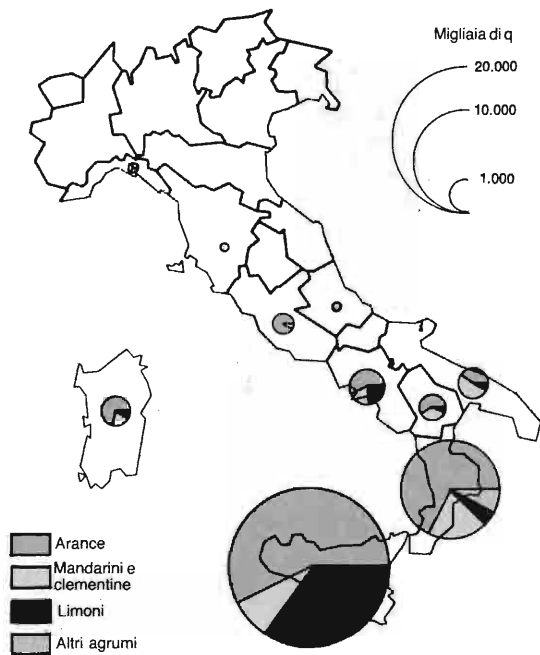 Migliaia di q
20.000
10.000
1.000
Arance
Mandarini e
clementine
Limoni
Altri agrumi